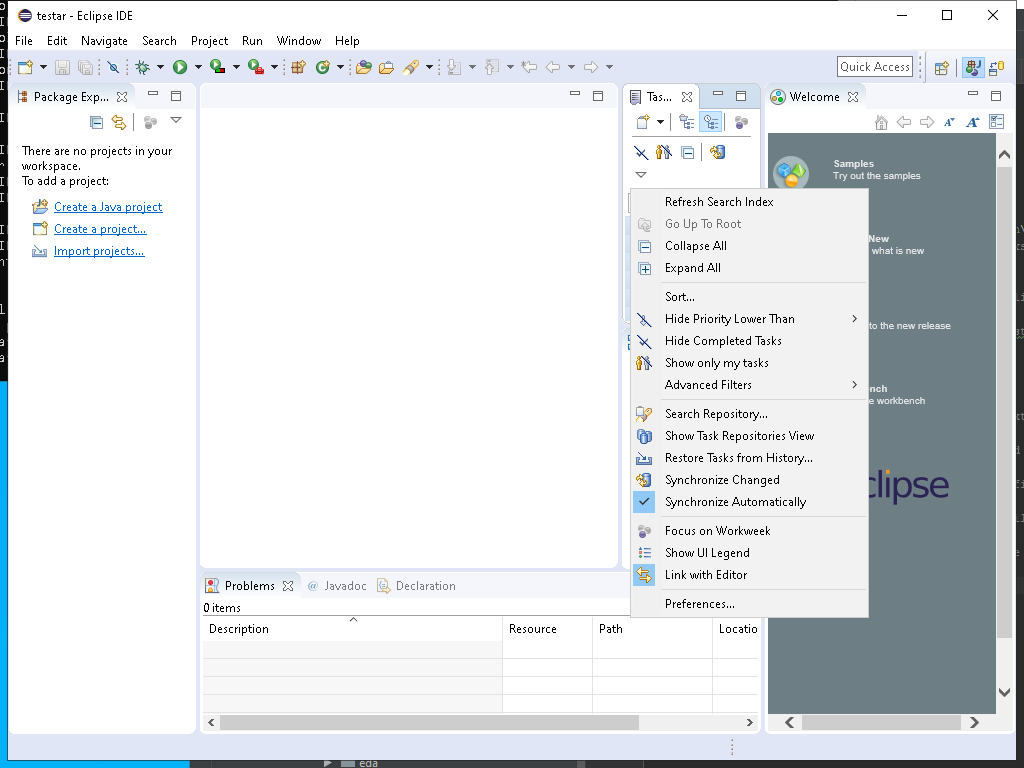 testar - Eclipse IDE
File Edit Navigate Search Project Run Window Help
Quick Access
Package Exp...
Tas...
Welcome
There are no projects in your
workspace.
To add a project:
Create a Java project
Create a project...
Import projects...
Samples
Try out the samples
New
what is new
to the new release
nch
e workbench
clipse
Refresh Search Index
Go Up To Root
Collapse All
Expand All
Sort...
Hide Priority Lower Than
Hide Completed Tasks
Show only my tasks
Advanced Filters
Search Repository...
Show Task Repositories View
Restore Tasks from History...
Synchronize Changed
Synchronize Automatically
Focus on Workweek
Show UI Legend
Link with Editor
Preferences...
Problems
@ Javadoc
Declaration
0 items
Description Resource Path Locatio
eda